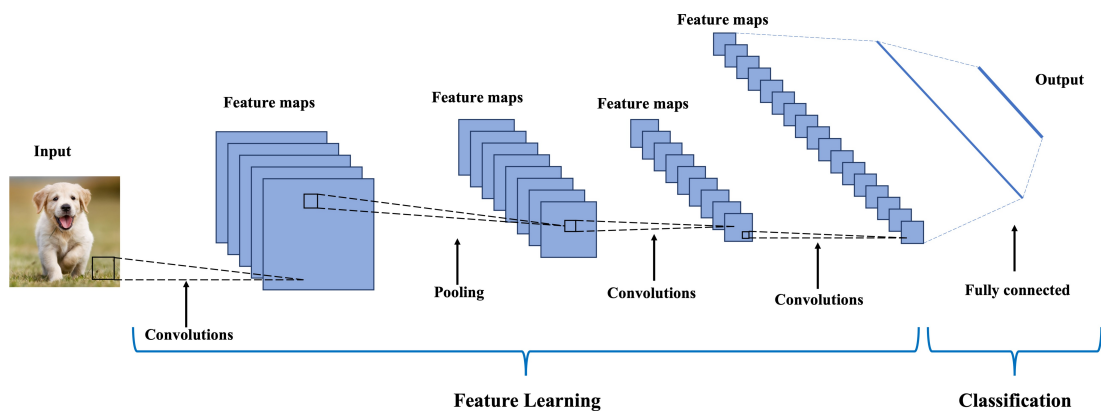 Feature maps
Feature maps
Feature maps
Feature maps
Output
Input
Pooling
Convolutions
Convolutions
Fully connected
Convolutions
Feature Learning
Classification